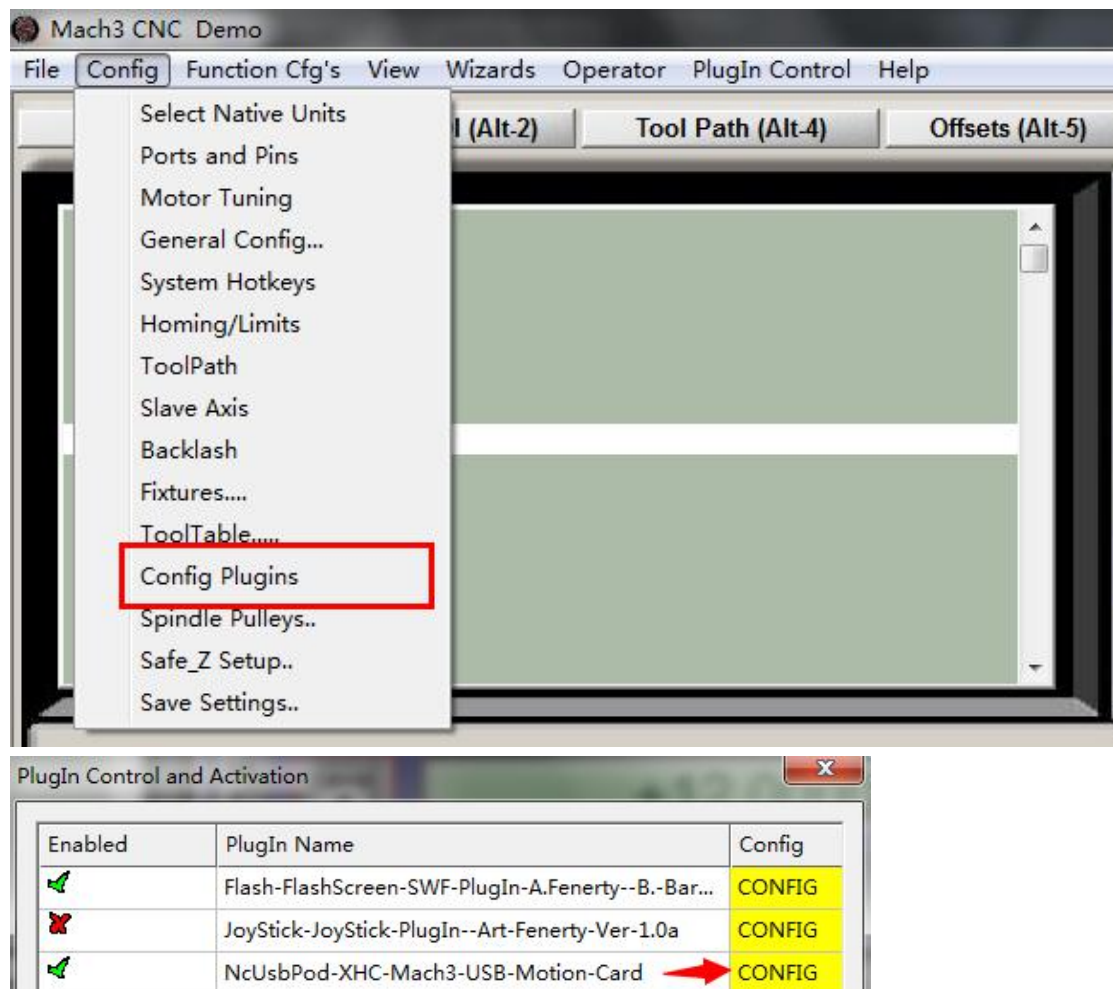 Mach3 CNC Demo
File Config Function Cfg's View Wizards Operator PlugIn Control Help
l (Alt-2) Tool Path (Alt-4) Offsets (Alt-5)
Select Native Units
Ports and Pins
Motor Tuning
General Config...
System Hotkeys
Homing/Limits
ToolPath
Slave Axis
Backlash
Fixtures....
ToolTable.....
Config Plugins
Spindle Pulleys..
Safe_Z Setup..
Save Settings..
PlugIn Control and Activation
Enabled PlugIn Name Config
Flash-FlashScreen-SWF-PlugIn-A.Fenerty--B.-Bar... CONFIG
JoyStick-JoyStick-PlugIn--Art-Fenerty-Ver-1.0a CONFIG
NcUsbPod-XHC-Mach3-USB-Motion-Card CONFIG